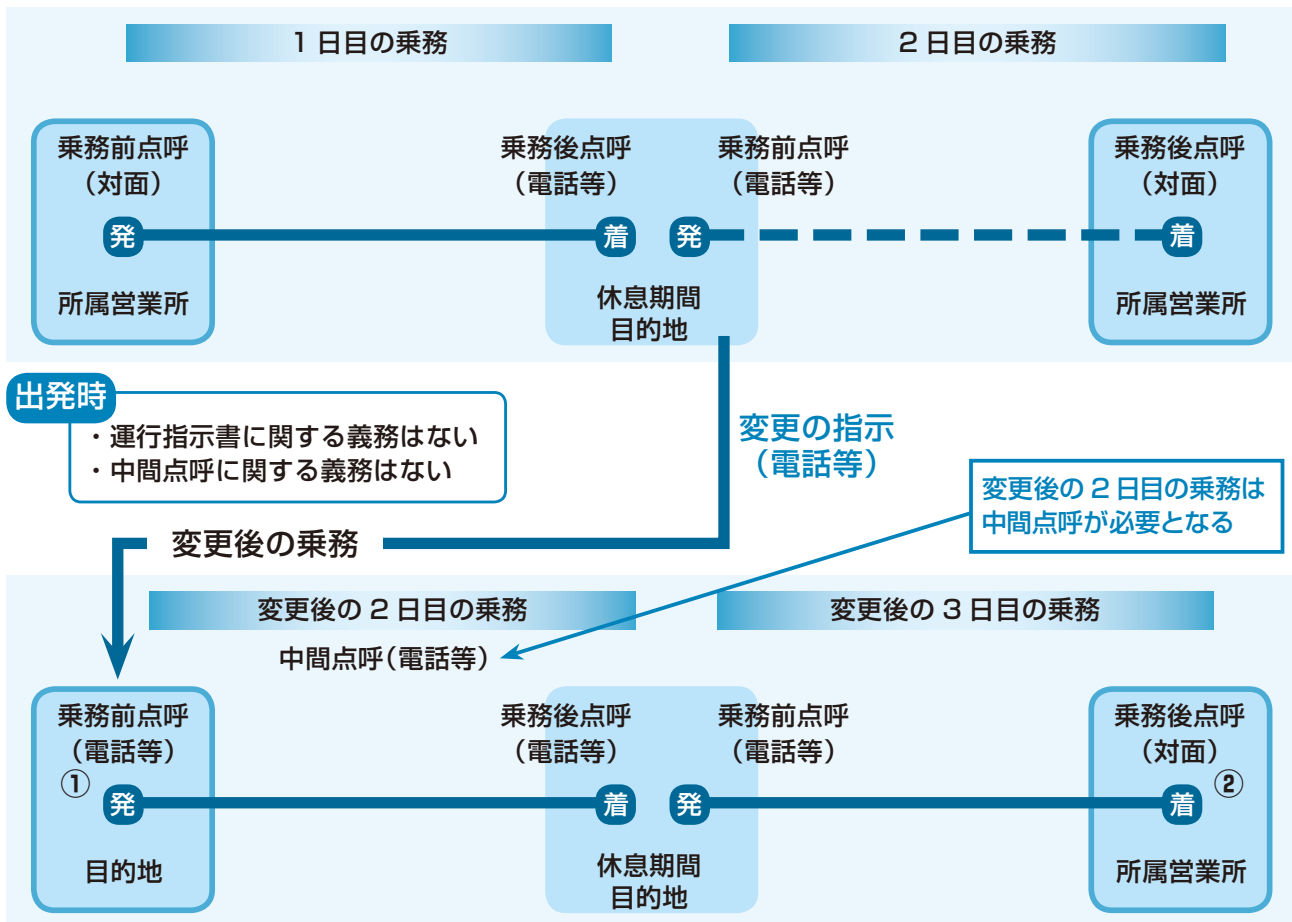 1日目の乗務
2日目の乗務
乗務前点呼
（対面）
発
所属営業所
乗務後点呼
（電話等）
着
乗務前点呼
（電話等）
発
休息期間
目的地
乗務後点呼
（対面）
着
所属営業所
出発時
・運行指示書に関する義務はない
・中間点呼に関する義務はない
変更の指示
（電話等）
変更後の2日目の乗務は
中間点呼が必要となる
変更後の乗務
変更後の2日目の乗務
変更後の3日目の乗務
中間点呼（電話等）
乗務前点呼
（電話等）
①
発
目的地
乗務後点呼
（電話等）
着
乗務前点呼
（電話等）
発
休息期間
目的地
乗務後点呼
（対面）
②
着
所属営業所